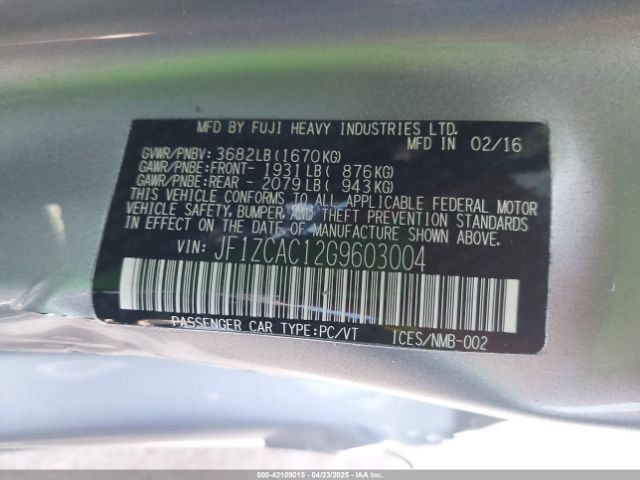 MFD BY FUJI HEAVY INDUSTRIES LTD.
MFD IN 02/16
GVWR/PNBV: 3682LB(1670KG)
GAWR/PNBE:FRONT- 1931LB( 876KG)
GAWR/PNBE:REAR - 2079LB( 943KG)
THIS VEHICLE CONFORMS TO ALL APPLICABLE FEDERAL MOTOR
VEHICLE SAFETY, BUMPER, AND THEFT PREVENTION STANDARDS
IN EFFECT ON THE DATE OF MANUFACTURE SHOWN ABOVE.
VIN: JF1ZCAC12G9603004
PASSENGER CAR TYPE:PC/VT ICES/NMB-002
000-42109015 - 04/23/2025 - IAAI.COM